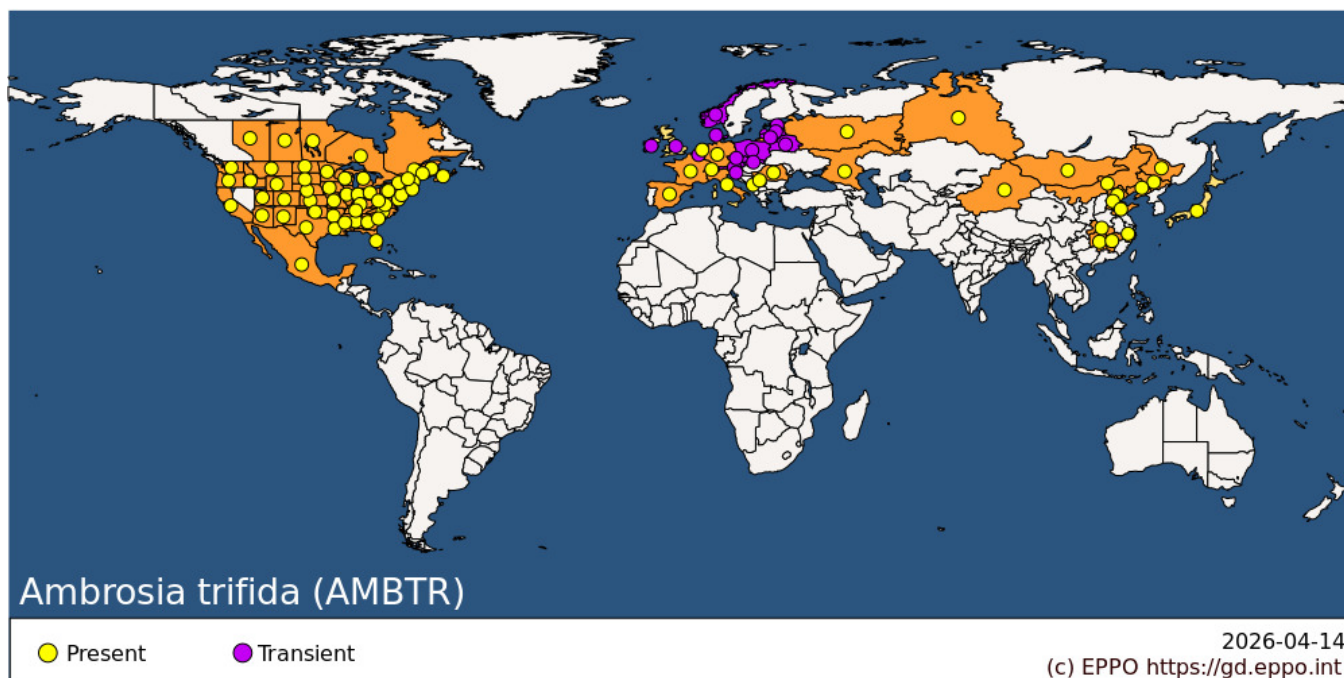 Ambrosia trifida (AMBTR)
Present
Transient
2026-04-14
(c) EPPO https://gd.eppo.int